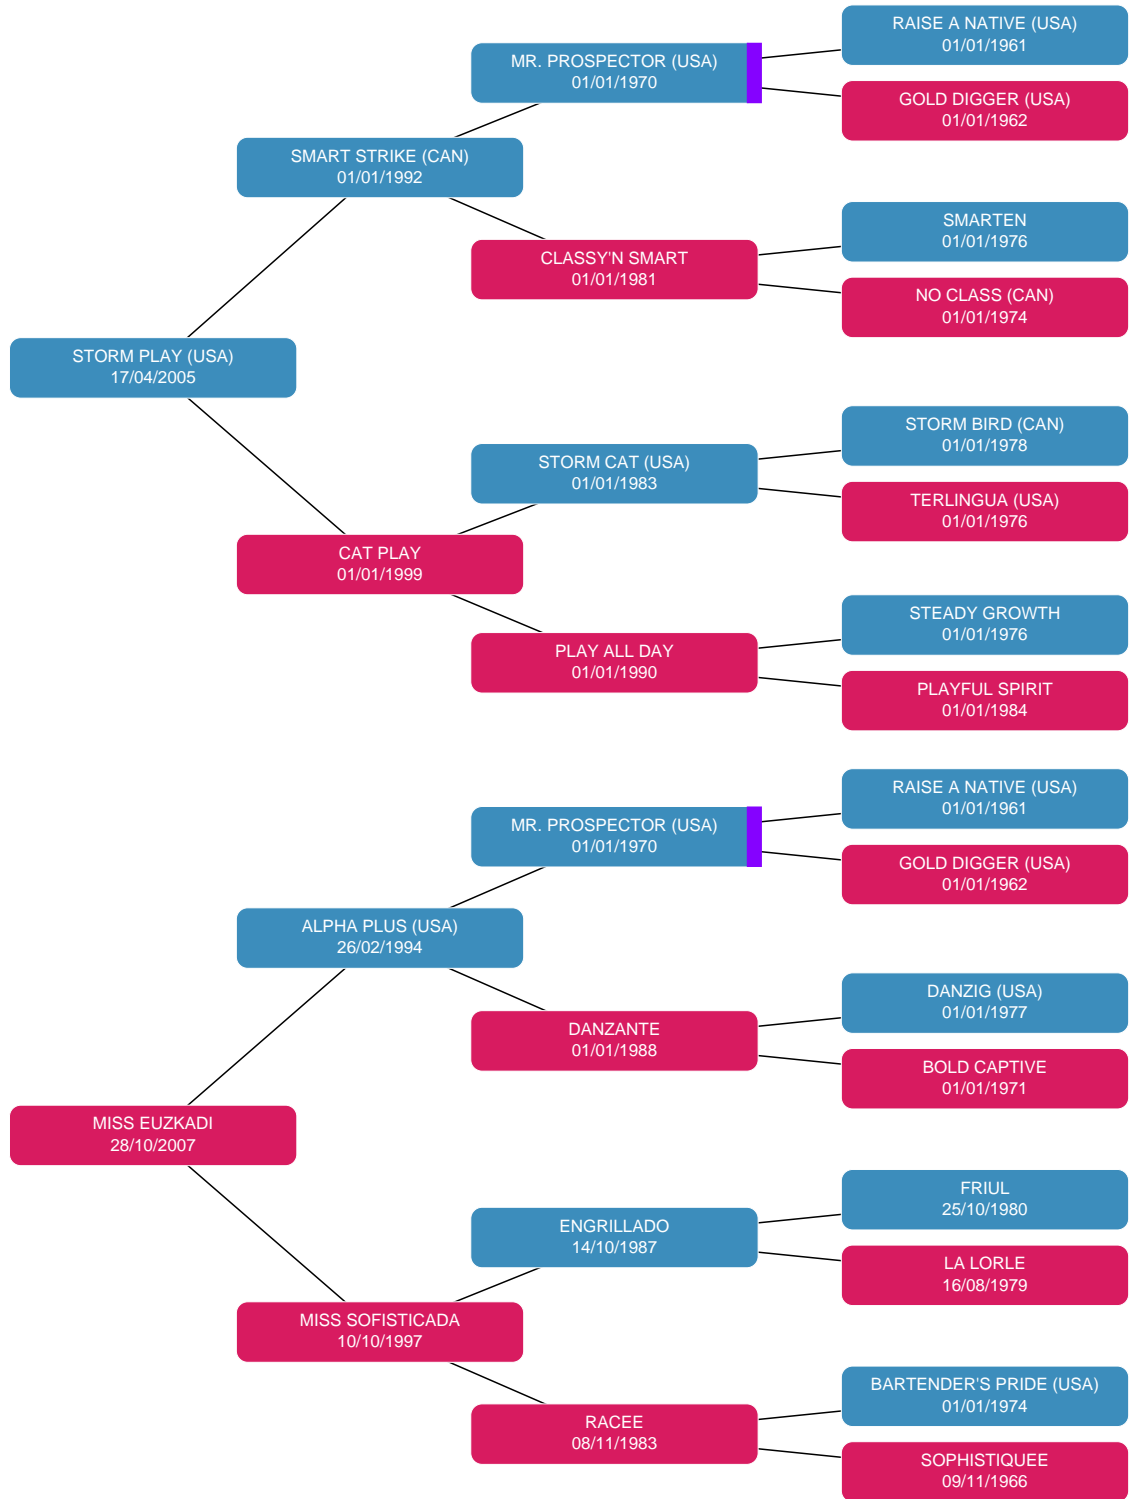 RAISE A NATIVE (USA)
01/01/1961
MR. PROSPECTOR (USA)
01/01/1970
GOLD DIGGER (USA)
01/01/1962
SMART STRIKE (CAN)
01/01/1992
SMARTEN
01/01/1976
CLASSY'N SMART
01/01/1981
NO CLASS (CAN)
01/01/1974
STORM PLAY (USA)
17/04/2005
STORM BIRD (CAN)
01/01/1978
STORM CAT (USA)
01/01/1983
TERLINGUA (USA)
01/01/1976
CAT PLAY
01/01/1999
STEADY GROWTH
01/01/1976
PLAY ALL DAY
01/01/1990
PLAYFUL SPIRIT
01/01/1984
RAISE A NATIVE (USA)
01/01/1961
MR. PROSPECTOR (USA)
01/01/1970
GOLD DIGGER (USA)
01/01/1962
ALPHA PLUS (USA)
26/02/1994
DANZIG (USA)
01/01/1977
DANZANTE
01/01/1988
BOLD CAPTIVE
01/01/1971
MISS EUZKADI
28/10/2007
FRIUL
25/10/1980
ENGRILLADO
14/10/1987
LA LORLE
16/08/1979
MISS SOFISTICADA
10/10/1997
BARTENDER'S PRIDE (USA)
01/01/1974
RACEE
08/11/1983
SOPHISTIQUEE
09/11/1966